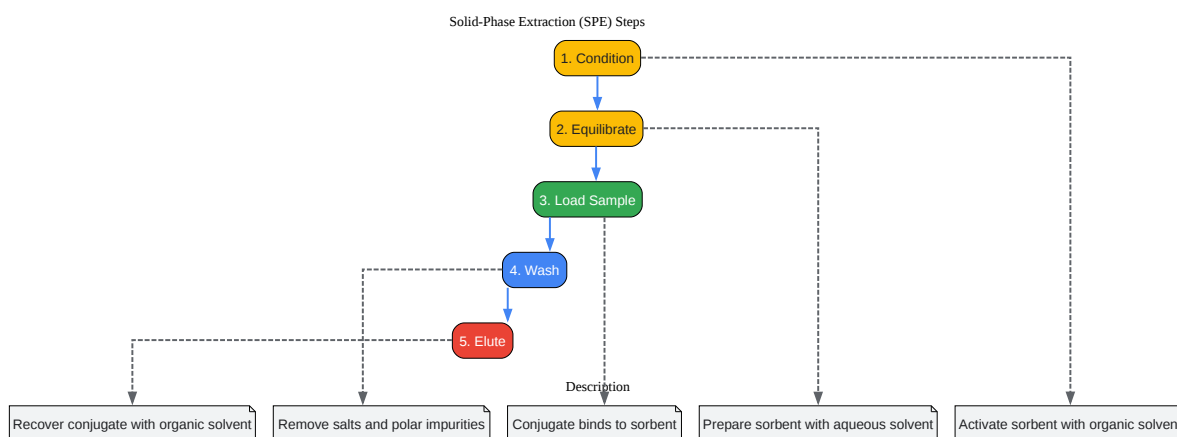 Solid-Phase Extraction (SPE) Steps
1. Condition
2. Equilibrate
3. Load Sample
4. Wash
5. Elute
Description
Recover conjugate with organic solvent
Remove salts and polar impurities
Conjugate binds to sorbent
Prepare sorbent with aqueous solvent
Activate sorbent with organic solvent